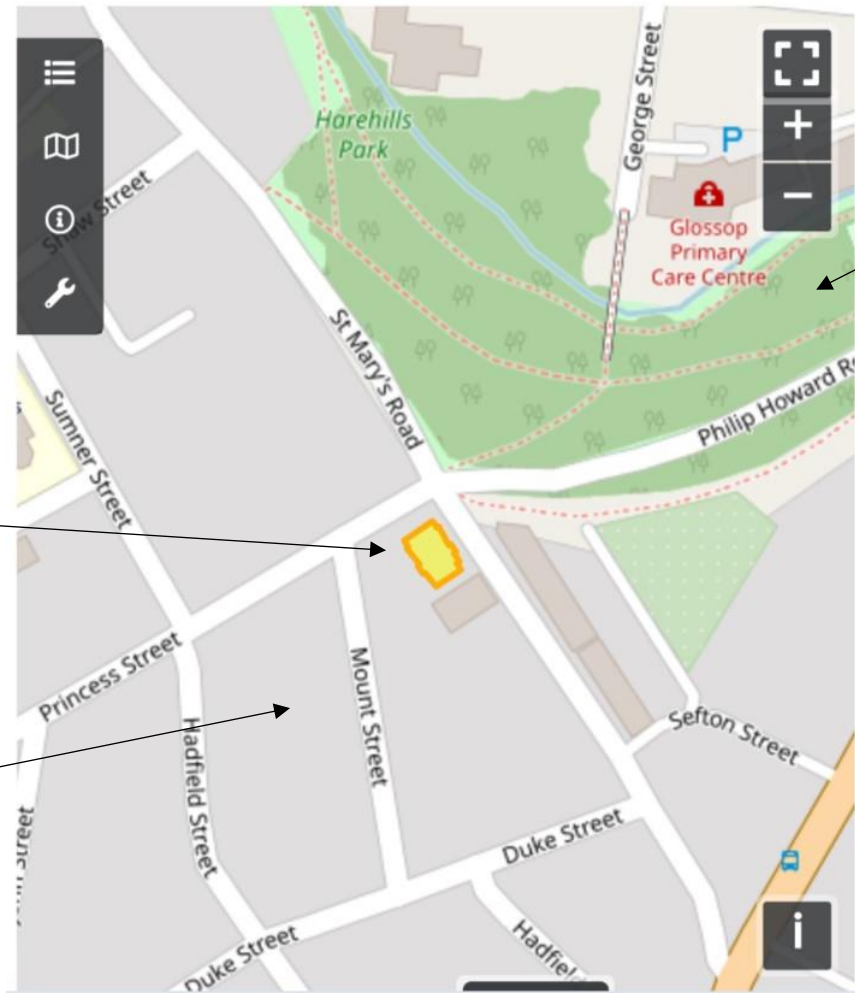 George Street
Harehills
Park
P
Glossop
Primary
Care Centre
Shaw Street
St Mary's Road
Sumner Street
Philip Howard
Princess Street
Mount Street
Hadfield Street
Sefton Street
Duke Street
Duke Street
Street
i